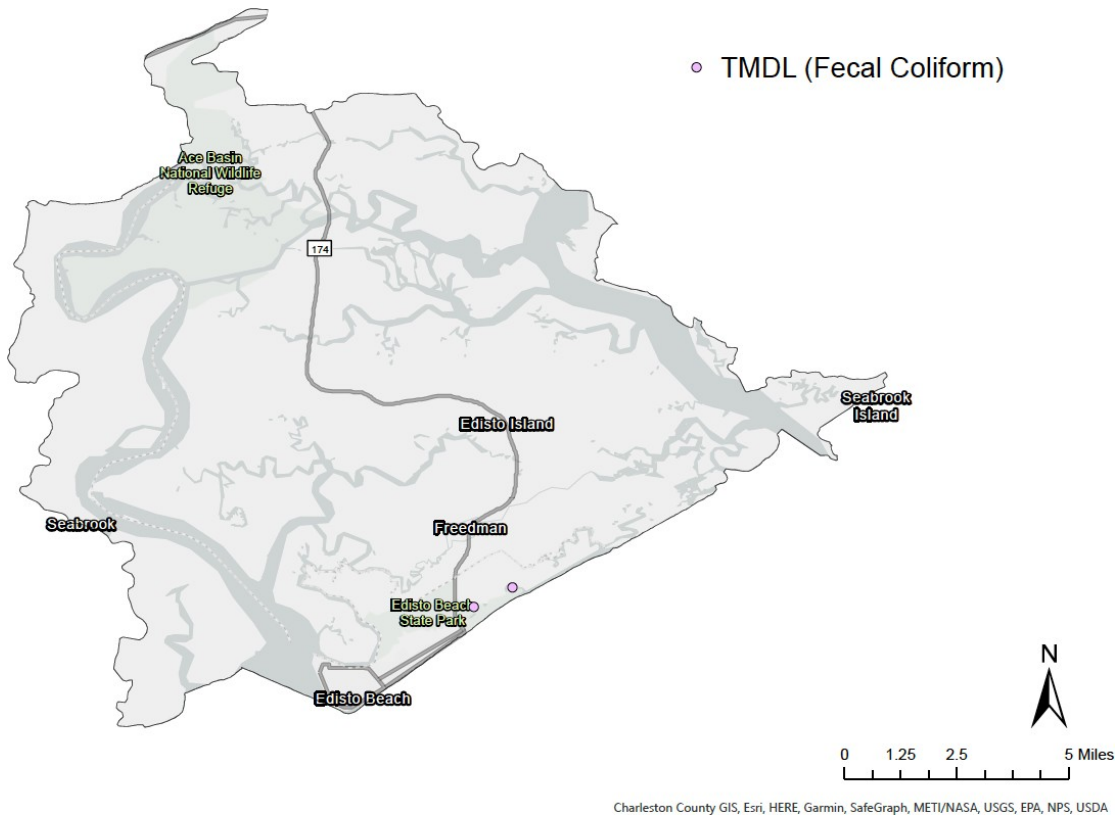 TMDL (Fecal Coliform)
Ace Basin
National Wildlife
Refuge
174
Seabrook
Island
Edisto Island
Seabrook
Freedman
Edisto Beach
State Park
Edisto Beach
N
0 1.25 2.5 5 Miles
Charleston County GIS, Esri, HERE, Garmin, SafeGraph, METI/NASA, USGS, EPA, NPS, USDA